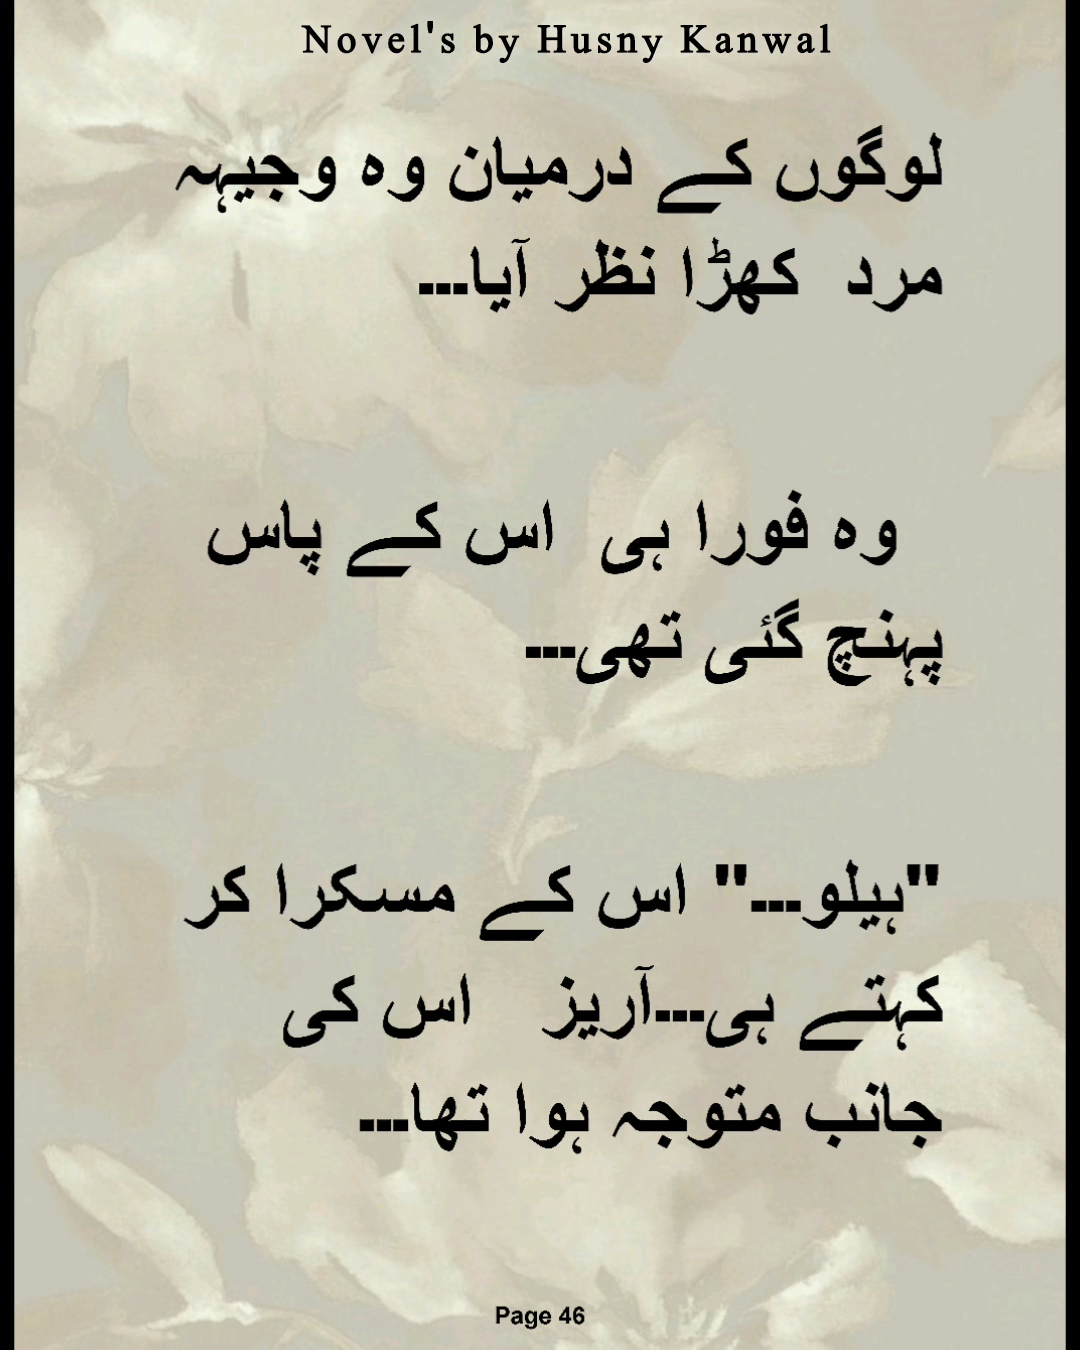 Novel's by Husny Kanwal
لوگوں کے درمیان وہ وجیہہ
مرد کھڑا نظر آیا...
وہ فورا ہی اس کے پاس
پہنچ گئی تھی...
"ہیلو..." اس کے مسکرا کر
کہتے ہی...آریز اس کی
جانب متوجہ ہوا تھا...
Page 46